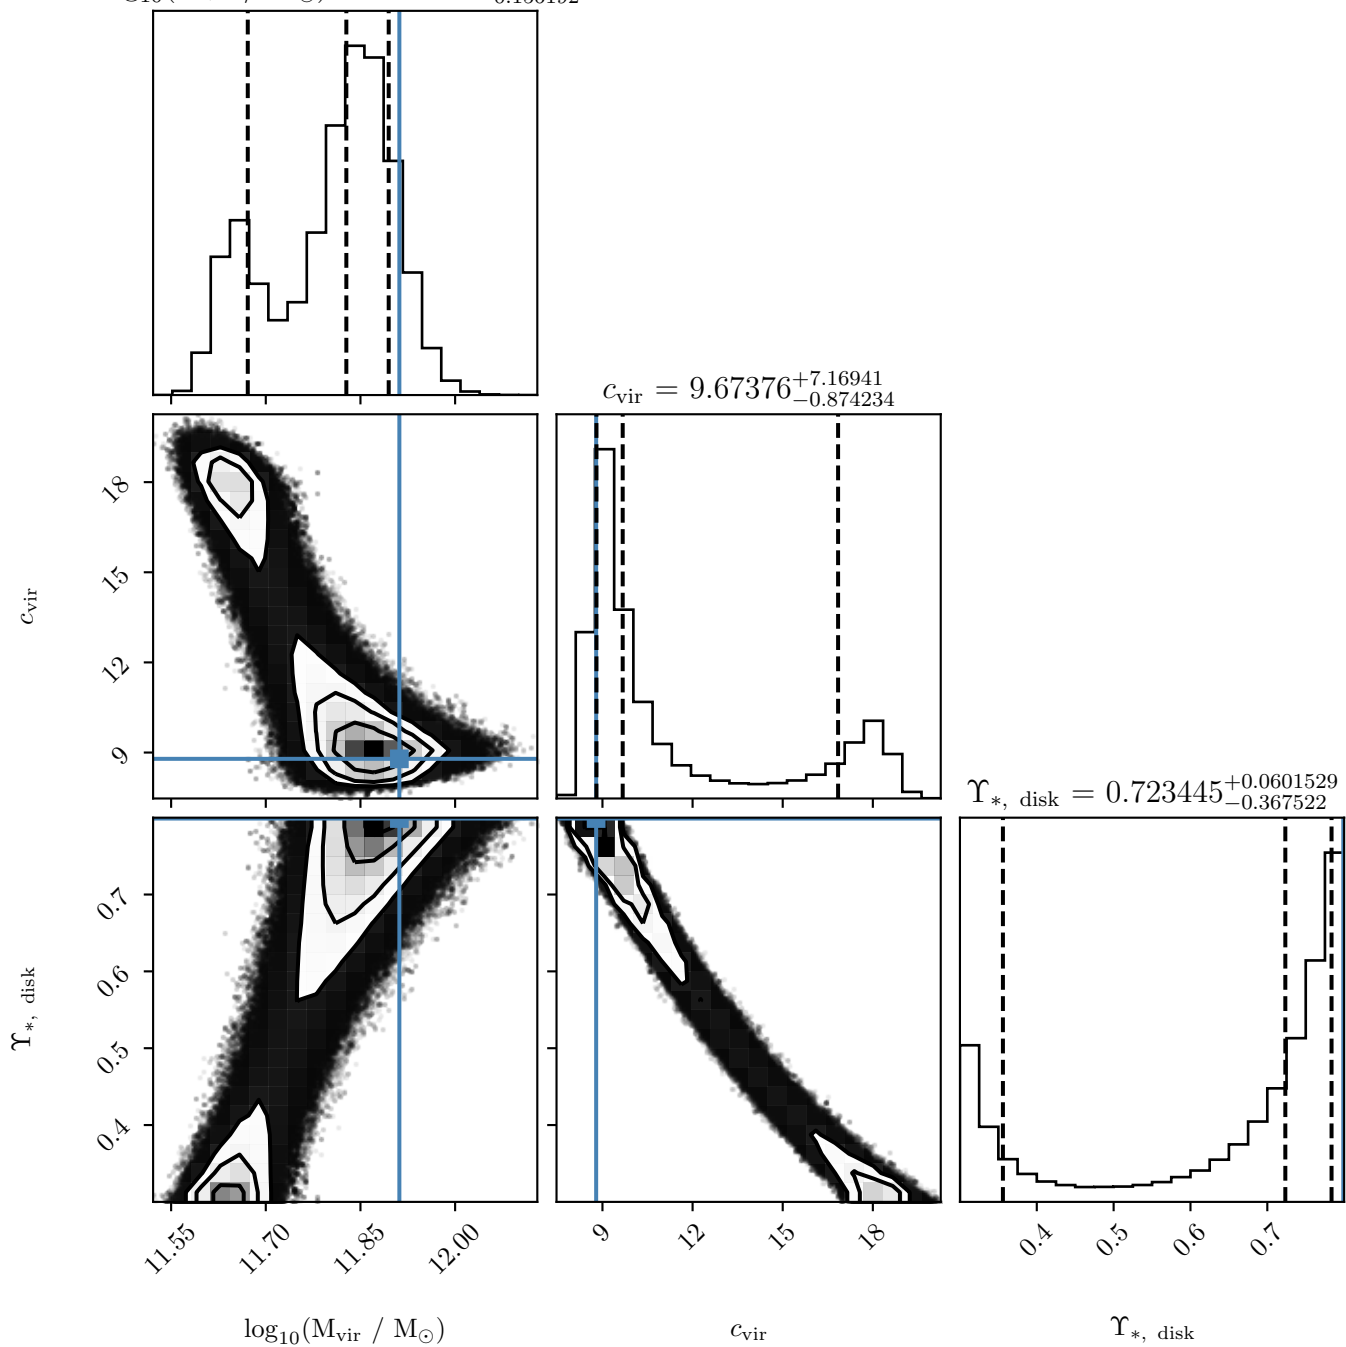 c_vir = 9.67376^{+7.16941}_{-0.874234}
18
15
12
9
c_vir
Υ_{*, disk} = 0.723445^{+0.0601529}_{-0.367522}
0.7
0.6
0.5
0.4
Υ_{*, disk}
11.55 11.70 11.85 12.00
9 12 15 18
0.4 0.5 0.6 0.7
log_{10}(M_vir / M_⊙)
c_vir
Υ_{*, disk}